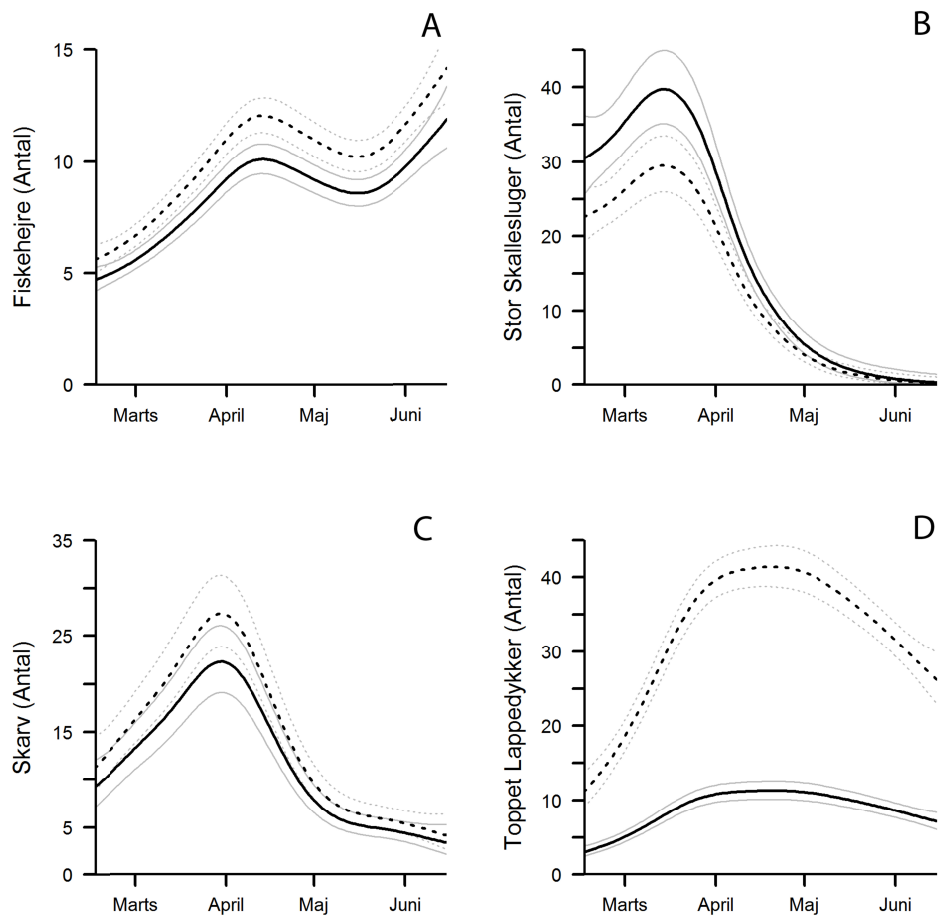 A
Fiskehejre (Antal)
15
10
5
0
Marts April Maj Juni
B
Stor Skallesluger (Antal)
40
30
20
10
0
Marts April Maj Juni
C
Skarv (Antal)
35
25
15
5
0
Marts April Maj Juni
D
Toppet Lappedykker (Antal)
40
30
20
10
0
Marts April Maj Juni